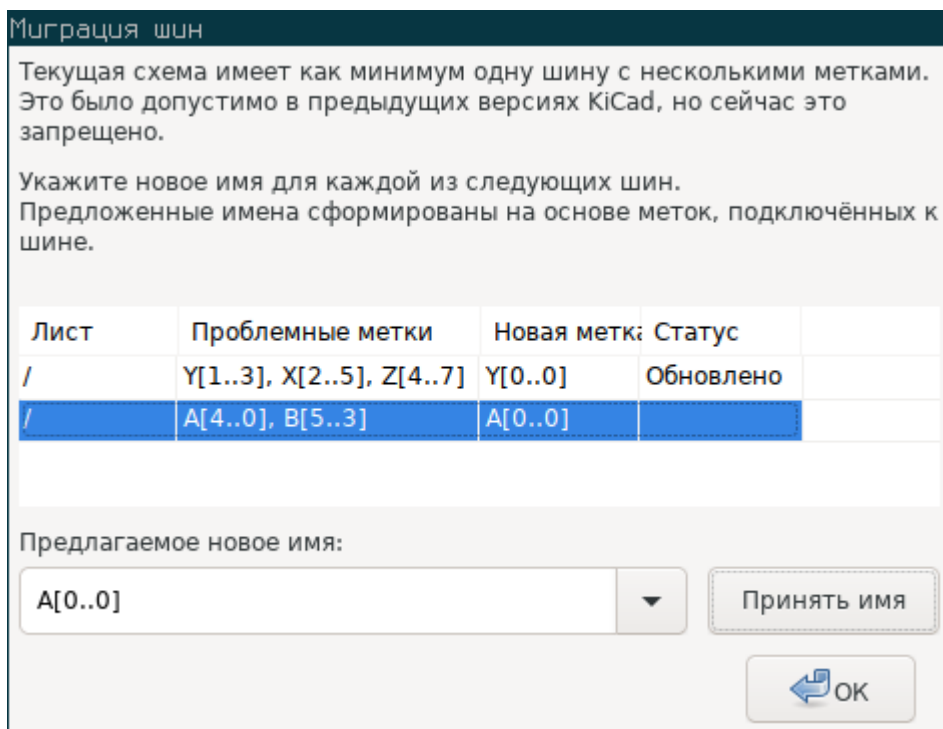 Миграция шин
Текущая схема имеет как минимум одну шину с несколькими метками.
Это было допустимо в предыдущих версиях KiCad, но сейчас это
запрещено.
Укажите новое имя для каждой из следующих шин.
Предложенные имена сформированы на основе меток, подключённых к
шине.
Лист Проблемные метки Новая метка Статус
/ Y[1..3], X[2..5], Z[4..7] Y[0..0] Обновлено
/ A[4..0], B[5..3] A[0..0]
Предлагаемое новое имя:
A[0..0] Принять имя
ОК